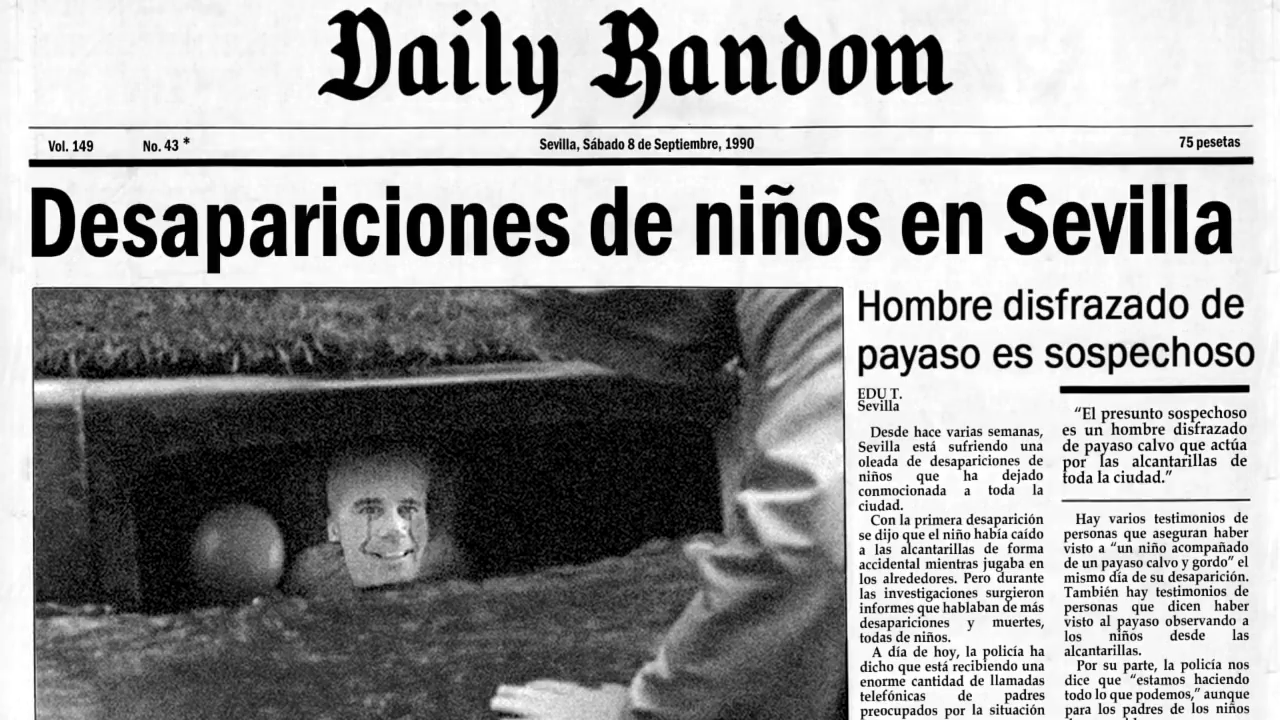 Daily Random
Vol. 149 No. 43 * Sevilla, Sábado 8 de Septiembre, 1990 75 pesetas
Desapariciones de niños en Sevilla
Hombre disfrazado de
payaso es sospechoso
EDU T.
Sevilla
Desde hace varias semanas,
Sevilla está sufriendo una
oleada de desapariciones de
niños que ha dejado
conmocionada a toda la
ciudad.
Con la primera desaparición
se dijo que el niño había caído
a las alcantarillas de forma
accidental mientras jugaba en
los alrededores. Pero durante
las investigaciones surgieron
informes que hablaban de más
desapariciones y muertes,
todas de niños.
A día de hoy, la policía ha
dicho que está recibiendo una
enorme cantidad de llamadas
telefónicas de padres
preocupados por la situación
“El presunto sospechoso
es un hombre disfrazado
de payaso calvo que actúa
por las alcantarillas de
toda la ciudad.”
Hay varios testimonios de
personas que aseguran haber
visto a “un niño acompañado
de un payaso calvo y gordo” el
mismo día de su desaparición.
También hay testimonios de
personas que dicen haber
visto al payaso observando a
los niños desde las
alcantarillas.
Por su parte, la policía nos
dice que “estamos haciendo
todo lo que podemos,” aunque
para los padres de los niños